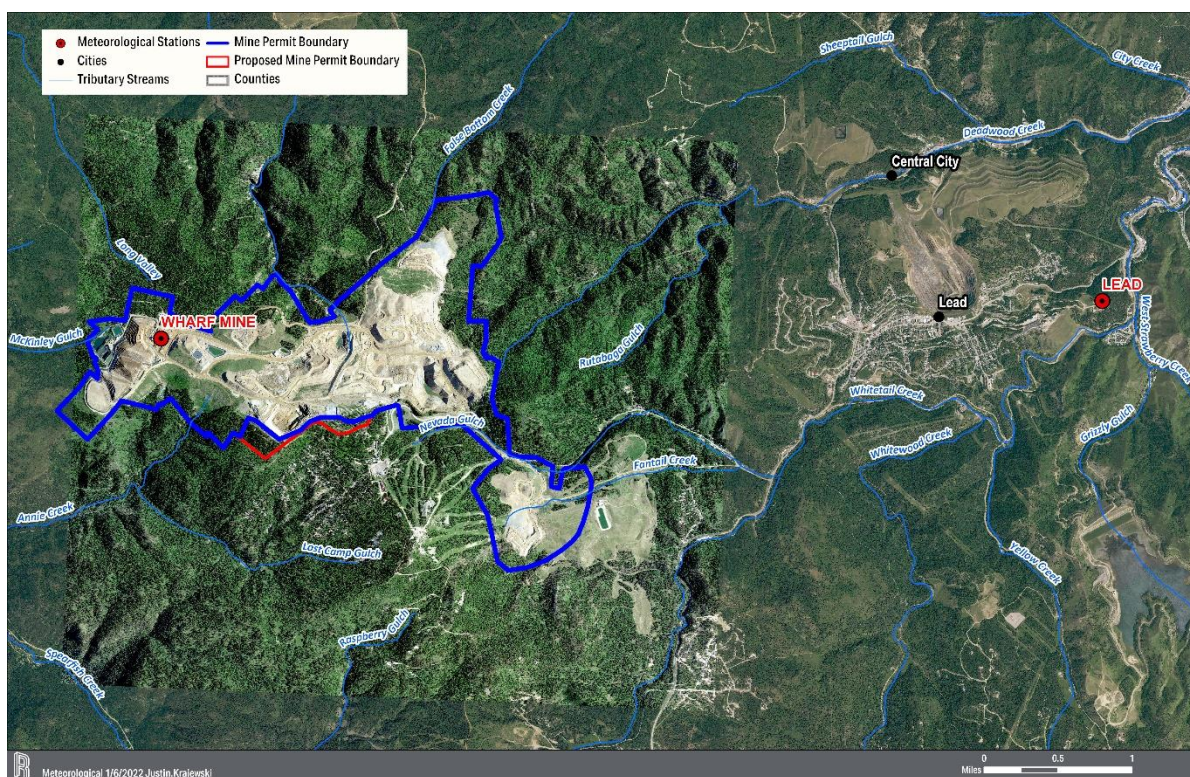 Meteorological Stations
Mine Permit Boundary
Cities
Proposed Mine Permit Boundary
Tributary Streams
Counties
Sheeptail Gulch
City Creek
False Bottom Creek
Deadwood Creek
Central City
Long Valley
LEAD
Lead
WHARF MINE
McKinley Gulch
West Strawberry Creek
Rutabaga Gulch
Whitetail Creek
Nevada Gulch
Grizzly Gulch
Whitewood Creek
Fantail Creek
Annie Creek
Lost Camp Gulch
Yellow Creek
Raspberry Gulch
Spearfish Creek
0 0.5 1
Miles
Meteorological 1/6/2022 Justin.Krajewski